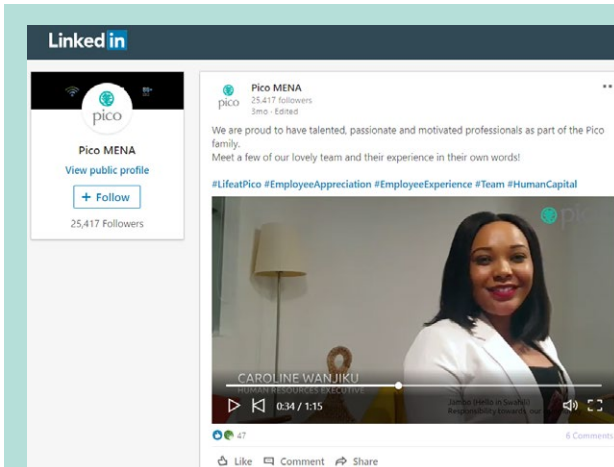 Linked in
pico
Pico MENA
View public profile
+ Follow
25,417 Followers
pico
Pico MENA
25,417 followers
3mo · Edited
We are proud to have talented, passionate and motivated professionals as part of the Pico
family.
Meet a few of our lovely team and their experience in their own words!
#LifeatPico #EmployeeAppreciation #EmployeeExperience #Team #HumanCapital
pico
CAROLINE WANJIKU
HUMAN RESOURCES EXECUTIVE
0:34 / 1:15
Jambo (Hello in Swahili)
Responsibility towards our
47
6 Comments
Like Comment Share